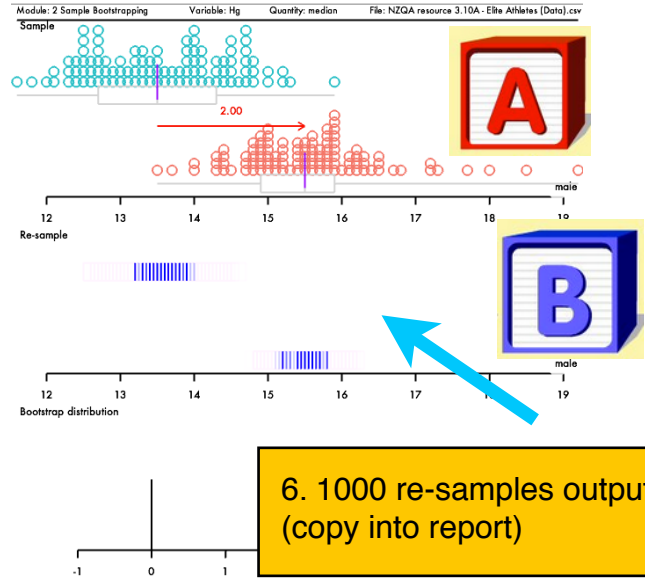 Module: 2 Sample Bootstrapping Variable: Hg Quantity: median File: NZQA resource 3.10A - Elite Athletes (Data).csv
Sample
A
2.00
male
12 13 14 15 16 17 18 19
Re-sample
B
male
12 13 14 15 16 17 18 19
Bootstrap distribution
6. 1000 re-samples output
(copy into report)
-1 0 1